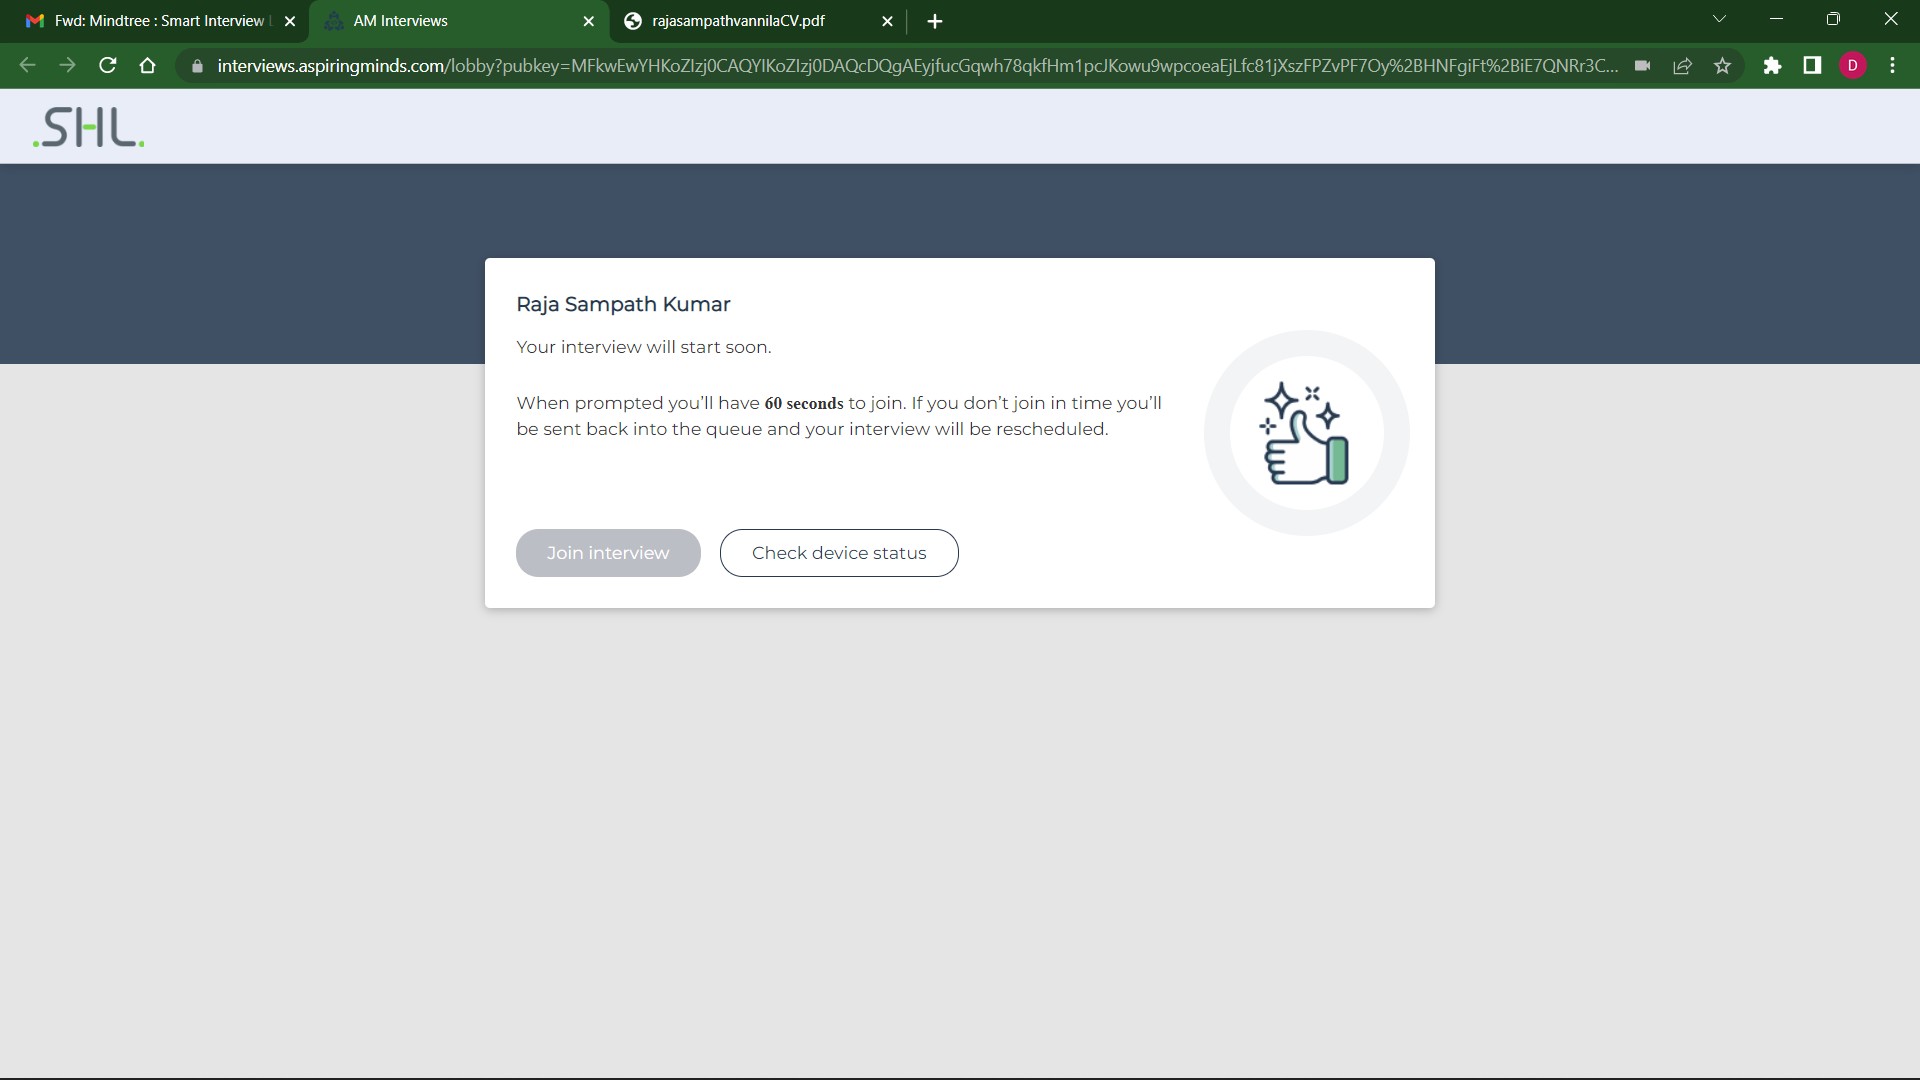 Fwd: Mindtree : Smart Interview
AM Interviews
rajasampathvannilaCV.pdf
interviews.aspiringminds.com/lobby?pubkey=MFkwEwYHKoZIzj0CAQYIKoZIzj0DAQcDQgAEyjfucGqwh78qkfHm1pcJKowu9wpcoeaEjLfc81jXszFPZvPF7Oy%2BHNFgiFt%2BiE7QNRr3C...
D
.SHL.
Raja Sampath Kumar
Your interview will start soon.
When prompted you’ll have 60 seconds to join. If you don’t join in time you’ll
be sent back into the queue and your interview will be rescheduled.
Join interview
Check device status